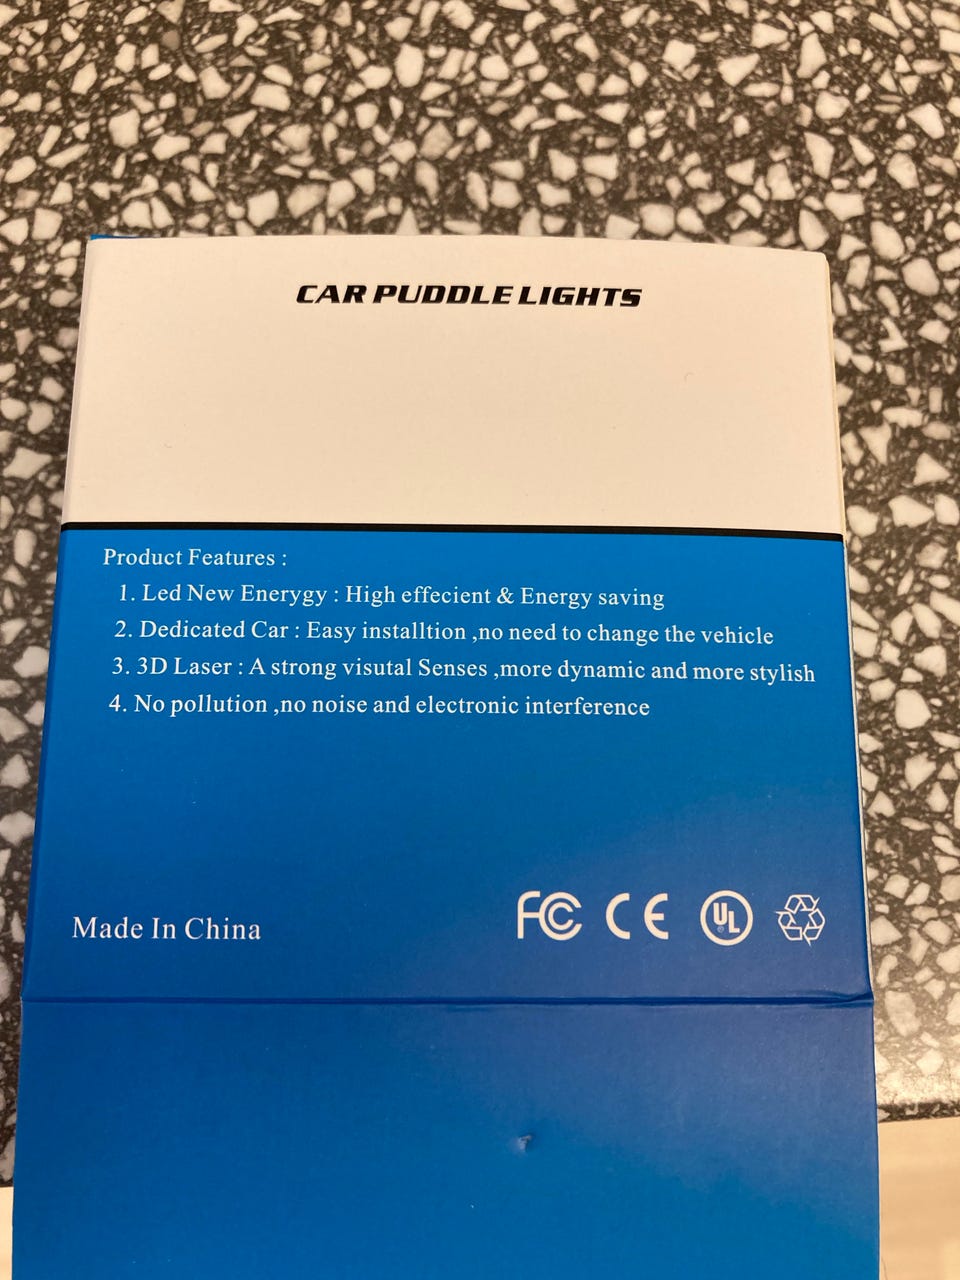 CAR PUDDLE LIGHTS
Product Features :
1. Led New Enerygy : High effecient & Energy saving
2. Dedicated Car : Easy installtion ,no need to change the vehicle
3. 3D Laser : A strong visutal Senses ,more dynamic and more stylish
4. No pollution ,no noise and electronic interference
Made In China
FC CE UL